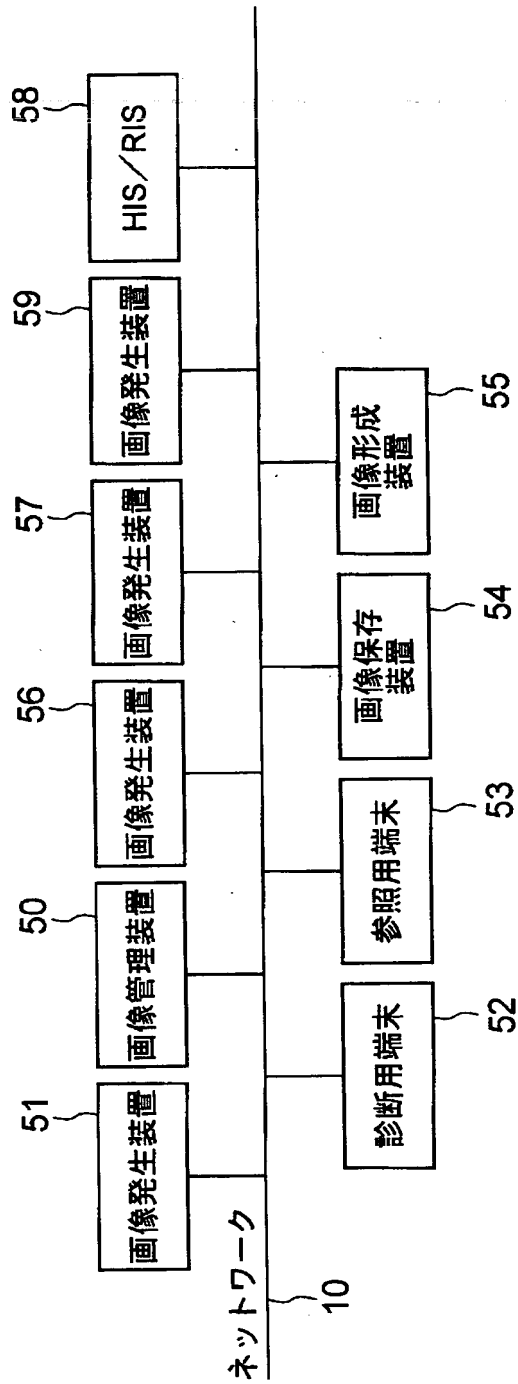 51
画像発生装置
50
画像管理装置
56
画像発生装置
57
画像発生装置
59
画像発生装置
58
HIS／RIS
ネットワーク
10
診断用端末
52
参照用端末
53
画像保存
装置
54
画像形成
装置
55